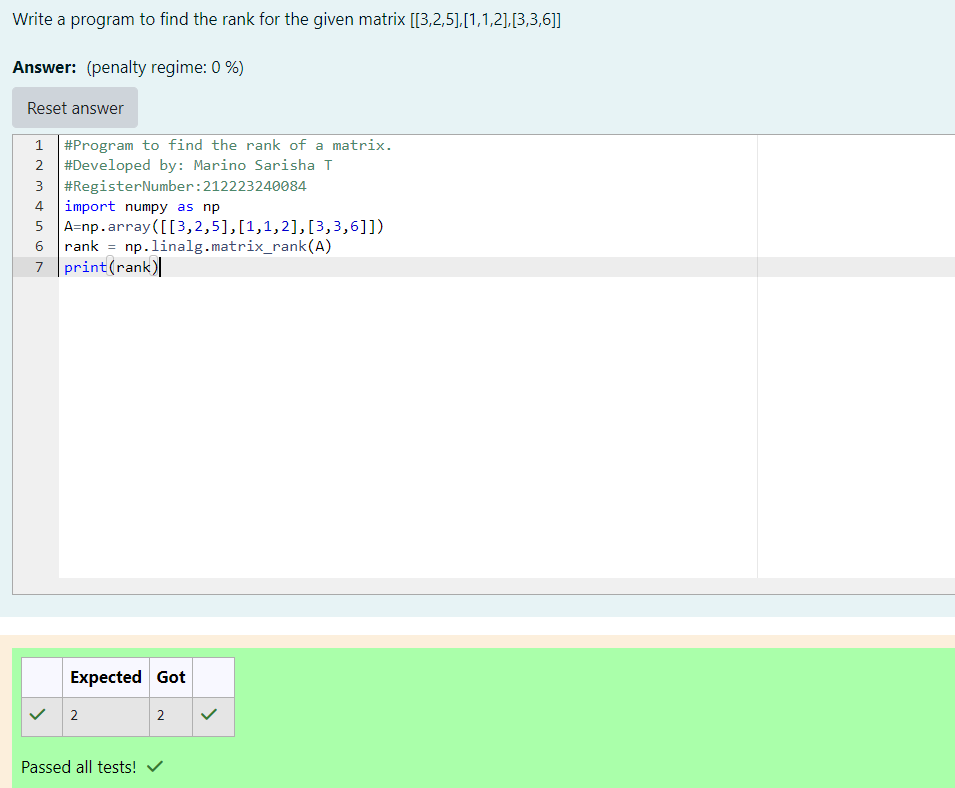 Write a program to find the rank for the given matrix [[3,2,5],[1,1,2],[3,3,6]]
Answer: (penalty regime: 0 %)
Reset answer
1 #Program to find the rank of a matrix.
2 #Developed by: Marino Sarisha T
3 #RegisterNumber:212223240084
4 import numpy as np
5 A=np.array([[3,2,5],[1,1,2],[3,3,6]])
6 rank = np.linalg.matrix_rank(A)
7 print(rank)
Expected Got
2 2
Passed all tests!